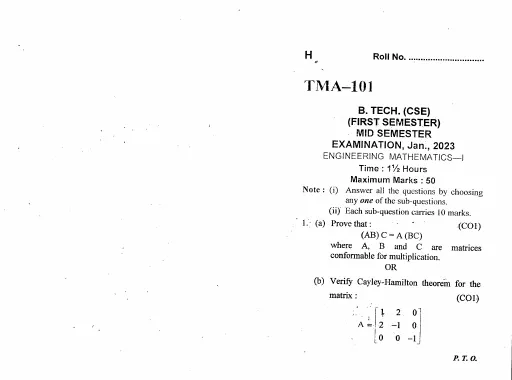 H
Roll No. ..............................
TMA–101
B. TECH. (CSE)
(FIRST SEMESTER)
MID SEMESTER
EXAMINATION, Jan., 2023
ENGINEERING MATHEMATICS—I
Time : 1½ Hours
Maximum Marks : 50
Note : (i) Answer all the questions by choosing
any one of the sub-questions.
(ii) Each sub-question carries 10 marks.
1. (a) Prove that : (CO1)
(AB) C = A (BC)
where A, B and C are matrices
conformable for multiplication.
OR
(b) Verify Cayley-Hamilton theorem for the
matrix : (CO1)
1 2 0
A = 2 –1 0
0 0 –1
P. T. O.